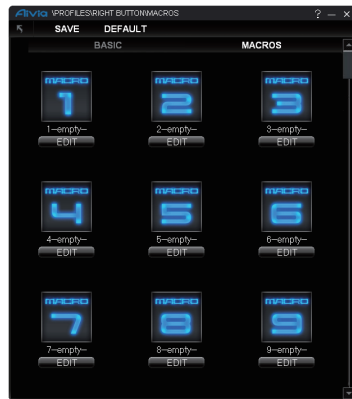 Aivia \PROFILES\RIGHT BUTTON\MACROS ? – ×
SAVE DEFAULT
BASIC MACROS
MACRO MACRO MACRO
1 2 3
1–empty– 2–empty– 3–empty–
EDIT EDIT EDIT
MACRO MACRO MACRO
4 5 6
4–empty– 5–empty– 6–empty–
EDIT EDIT EDIT
MACRO MACRO MACRO
7 8 9
7–empty– 8–empty– 9–empty–
EDIT EDIT EDIT